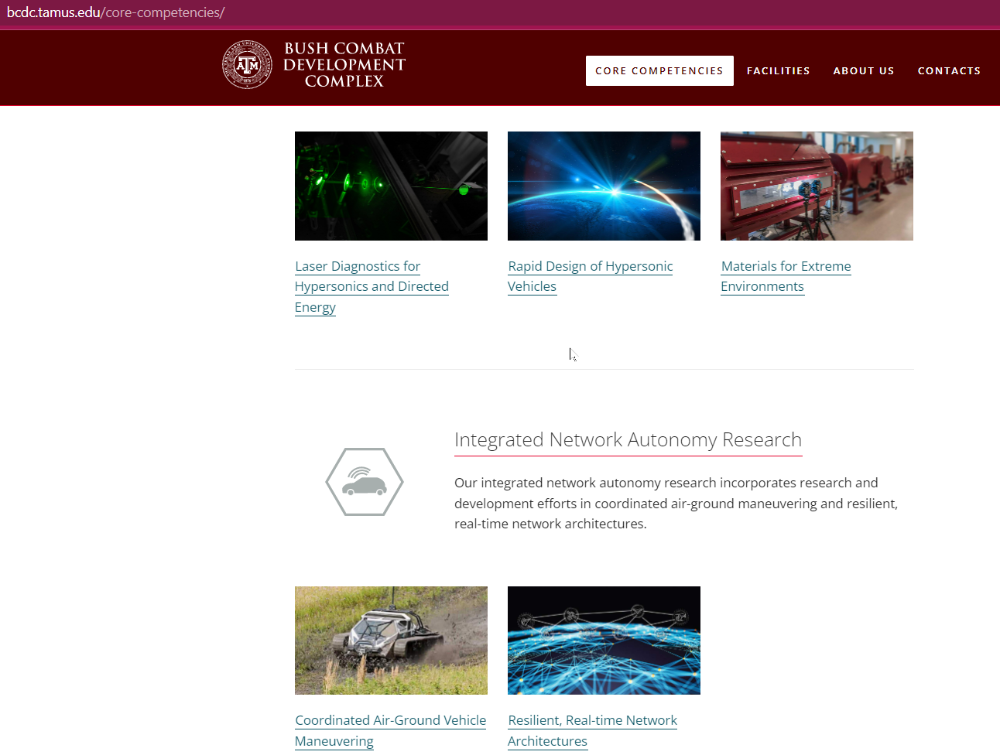 bcdc.tamus.edu/core-competencies/
BUSH COMBAT
DEVELOPMENT
COMPLEX
CORE COMPETENCIES
FACILITIES
ABOUT US
CONTACTS
Laser Diagnostics for
Hypersonics and Directed
Energy
Rapid Design of Hypersonic
Vehicles
Materials for Extreme
Environments
Integrated Network Autonomy Research
Our integrated network autonomy research incorporates research and
development efforts in coordinated air-ground maneuvering and resilient,
real-time network architectures.
Coordinated Air-Ground Vehicle
Maneuvering
Resilient, Real-time Network
Architectures